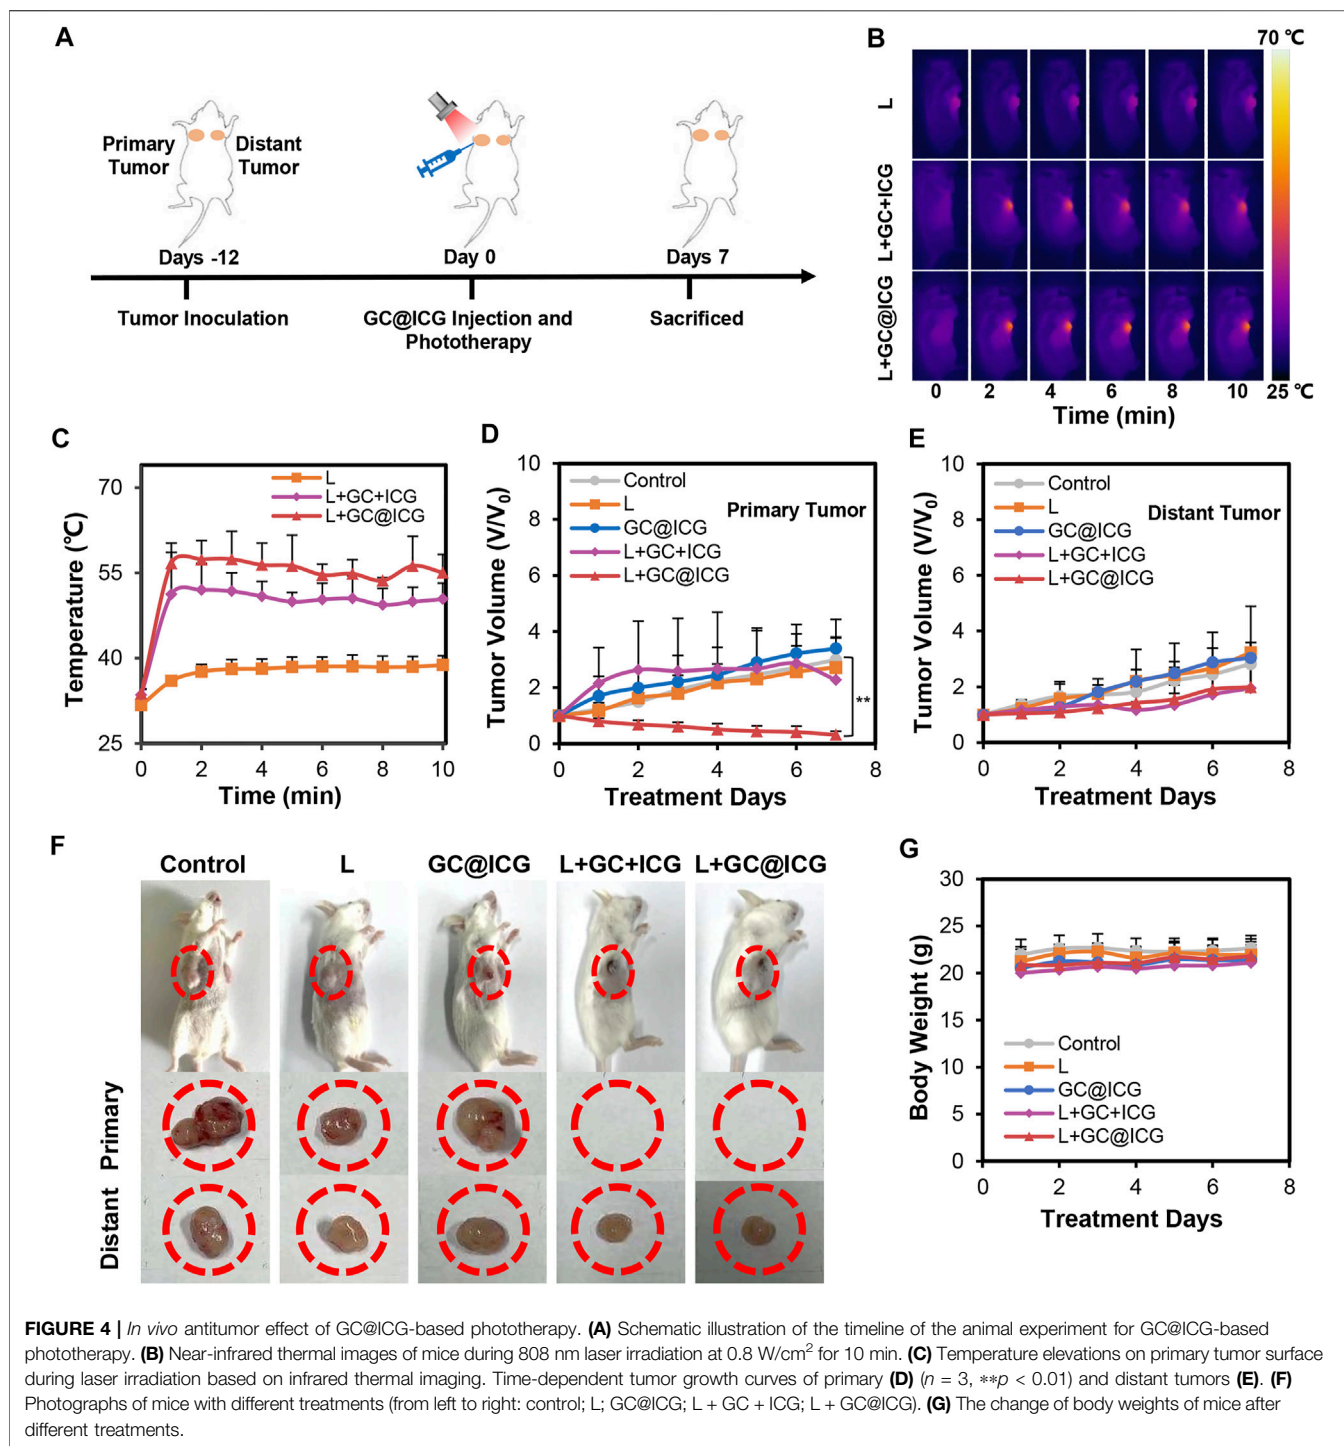 A
Primary
Tumor
Distant
Tumor
Days -12
Day 0
Days 7
Tumor Inoculation
GC@ICG Injection and
Phototherapy
Sacrificed
B
70 ℃
L
L+GC+ICG
L+GC@ICG
0 2 4 6 8 10 25 ℃
Time (min)
C
Temperature (℃)
70
55
40
25
0 2 4 6 8 10
Time (min)
L
L+GC+ICG
L+GC@ICG
D
Tumor Volume (V/V₀)
10
8
6
4
2
0
0 2 4 6 8
Treatment Days
Control
L
GC@ICG
L+GC+ICG
L+GC@ICG
Primary Tumor
**
E
Tumor Volume (V/V₀)
10
8
6
4
2
0
0 2 4 6 8
Treatment Days
Control
L
GC@ICG
L+GC+ICG
L+GC@ICG
Distant Tumor
F
Control L GC@ICG L+GC+ICG L+GC@ICG
Primary
Distant
G
Body Weight (g)
30
25
20
15
10
5
0
0 2 4 6 8
Treatment Days
Control
L
GC@ICG
L+GC+ICG
L+GC@ICG
FIGURE 4 | In vivo antitumor effect of GC@ICG-based phototherapy. (A) Schematic illustration of the timeline of the animal experiment for GC@ICG-based
phototherapy. (B) Near-infrared thermal images of mice during 808 nm laser irradiation at 0.8 W/cm² for 10 min. (C) Temperature elevations on primary tumor surface
during laser irradiation based on infrared thermal imaging. Time-dependent tumor growth curves of primary (D) (n = 3, **p < 0.01) and distant tumors (E). (F)
Photographs of mice with different treatments (from left to right: control; L; GC@ICG; L + GC + ICG; L + GC@ICG). (G) The change of body weights of mice after
different treatments.